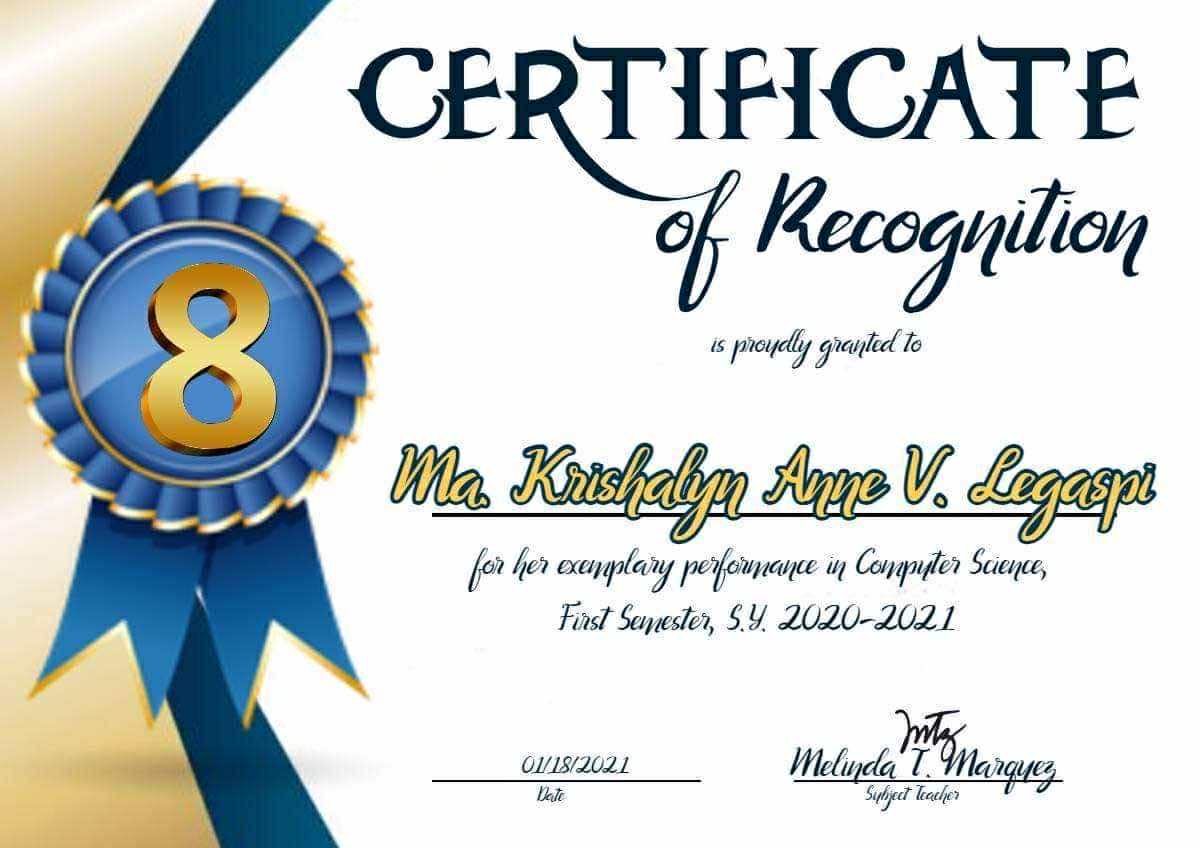 CERTIFICATE
of Recognition
is proudly granted to
8
Ma. Krishalyn Anne V. Legaspi
for her exemplary performance in Computer Science,
First Semester, S.Y. 2020-2021
01/18/2021
Date
Melinda T. Marquez
Subject Teacher